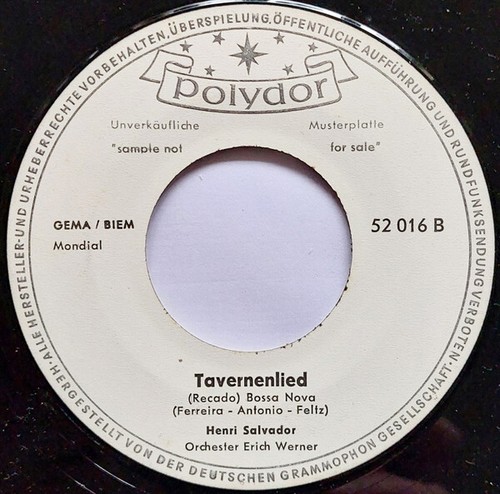 ALLE HERSTELLER-UND URHEBERRECHTE VORBEHALTEN, ÜBERSPIELUNG, ÖFFENTLICHE AUFFÜHRUNG UND RUNDFUNKSENDUNG VERBOTEN.
polydor
Unverkäufliche Musterplatte
"sample not for sale"
GEMA / BIEM 52 016 B
Mondial
Tavernenlied
(Recado) Bossa Nova
(Ferreira - Antonio - Feltz)
Henri Salvador
Orchester Erich Werner
HERGESTELLT VON DER DEUTSCHEN GRAMMOPHON GESELLSCHAFT